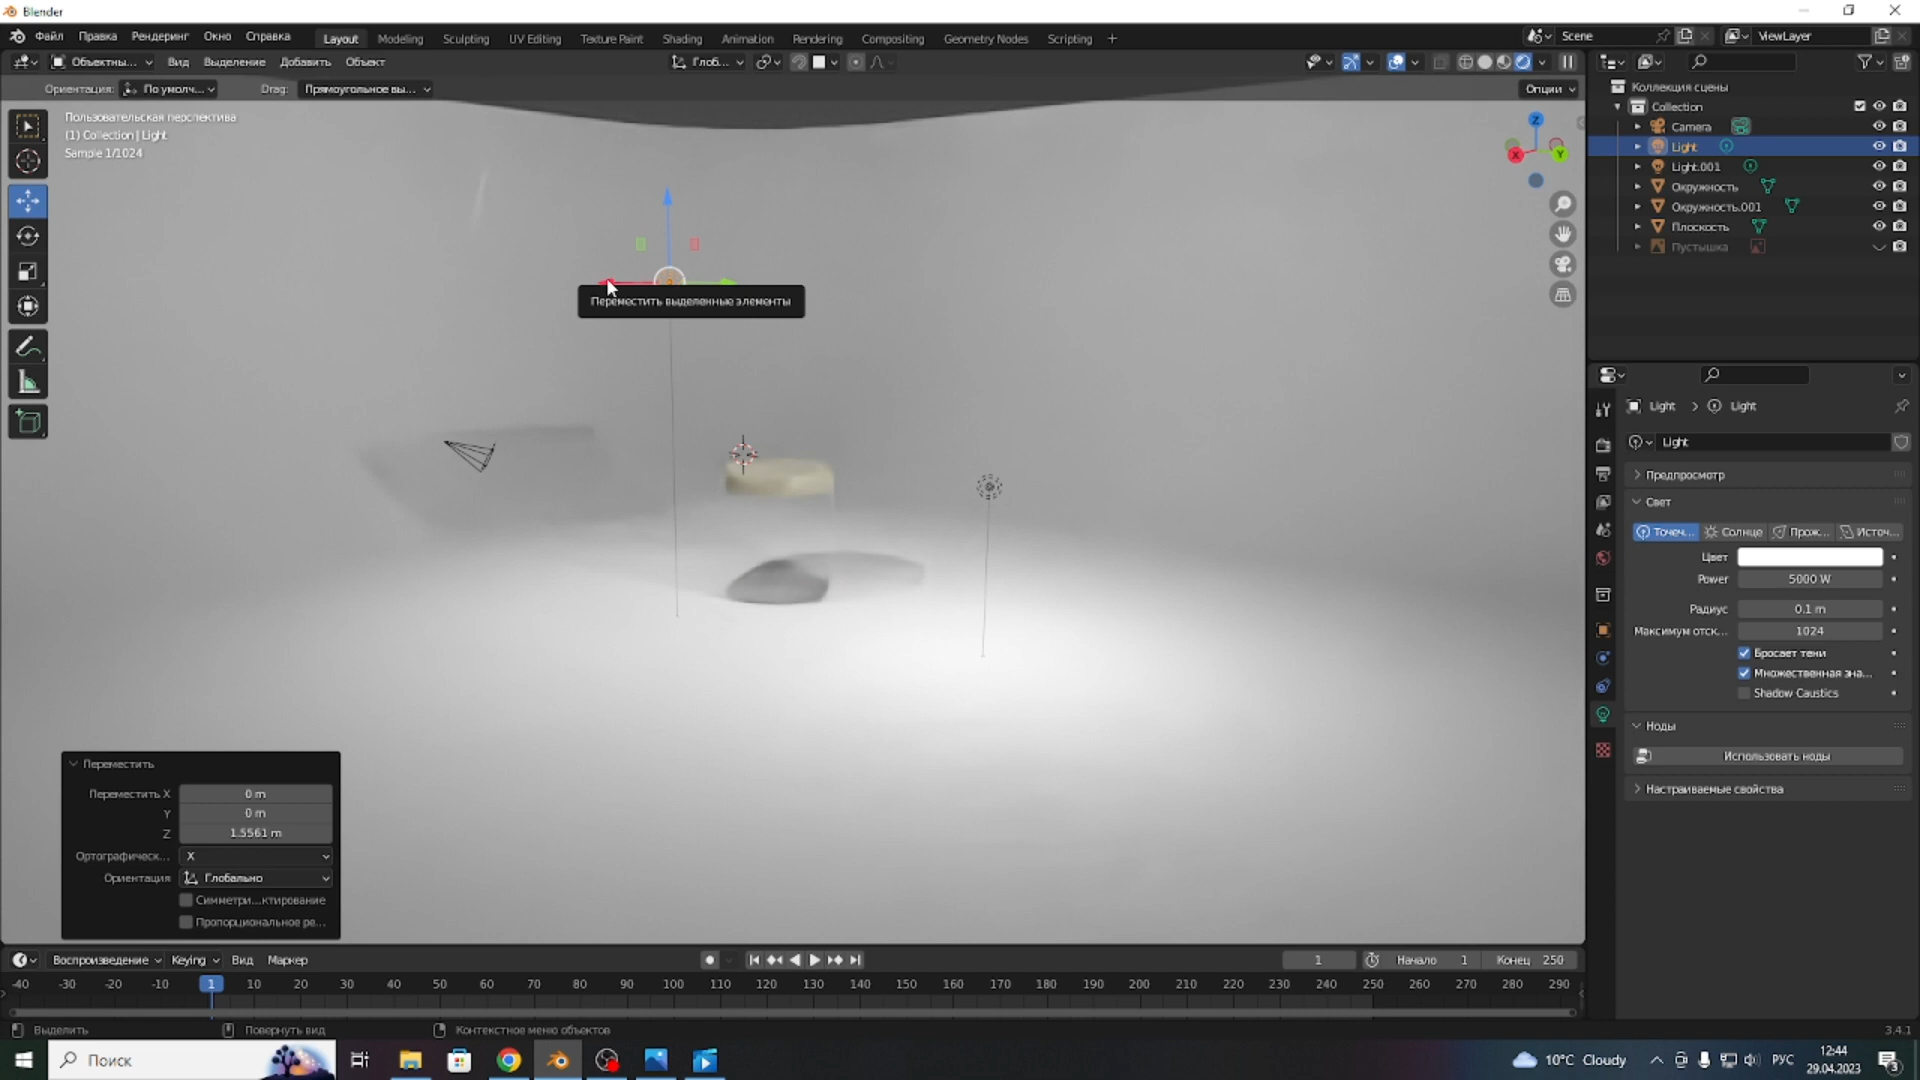 Blender
Файл Правка Рендеринг Окно Справка Layout Modeling Sculpting UV Editing Texture Paint Shading Animation Rendering Compositing Geometry Nodes Scripting + Scene ViewLayer
Объектны... Вид Выделение Добавить Объект Глоб...
Ориентация: По умолч... Drag: Прямоугольное вы... Опции
Пользовательская перспектива
(1) Collection | Light
Sample 1/1024
Z
X
Y
Переместить выделенные элементы
Коллекция сцены
Collection
Camera
Light
Light.001
Окружность
Окружность.001
Плоскость
Пустышка
Light > Light
Light
Предпросмотр
Свет
Точеч... Солнце Прож... Источ...
Цвет
Power 5000 W
Радиус 0.1 m
Максимум отск... 1024
Бросает тени
Множественная зна...
Shadow Caustics
Ноды
Использовать ноды
Настраиваемые свойства
Переместить
Переместить X 0 m
Y 0 m
Z 1.5561 m
Ортографическ... X
Ориентация Глобально
Симметри...ктирование
Пропорциональное ре...
Воспроизведение Keying Вид Маркер 1 Начало 1 Конец 250
-40 -30 -20 -10 1 10 20 30 40 50 60 70 80 90 100 110 120 130 140 150 160 170 180 190 200 210 220 230 240 250 260 270 280 290
Выделить Повернуть вид Контекстное меню объектов 3.4.1
Поиск 10°C Cloudy РУС 12:44
29.04.2023 3